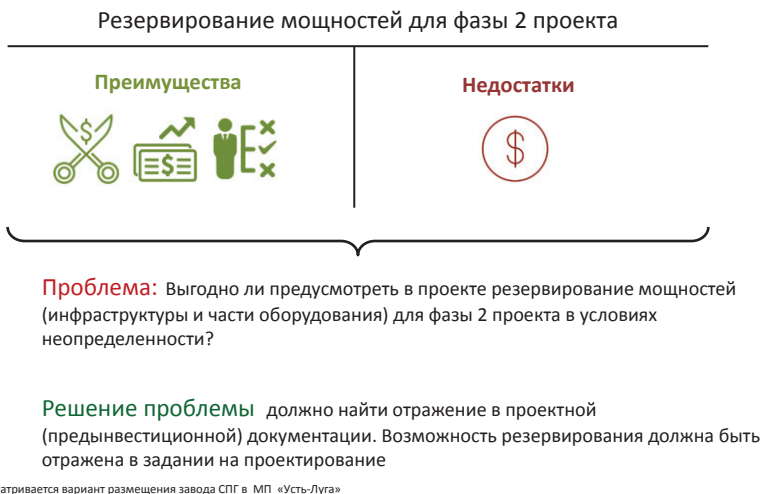 Резервирование мощностей для фазы 2 проекта
Преимущества
Недостатки
$
$
$
Проблема: Выгодно ли предусмотреть в проекте резервирование мощностей
(инфраструктуры и части оборудования) для фазы 2 проекта в условиях
неопределенности?
Решение проблемы должно найти отражение в проектной
(предынвестиционной) документации. Возможность резервирования должна быть
отражена в задании на проектирование
атривается вариант размещения завода СПГ в МП «Усть-Луга»